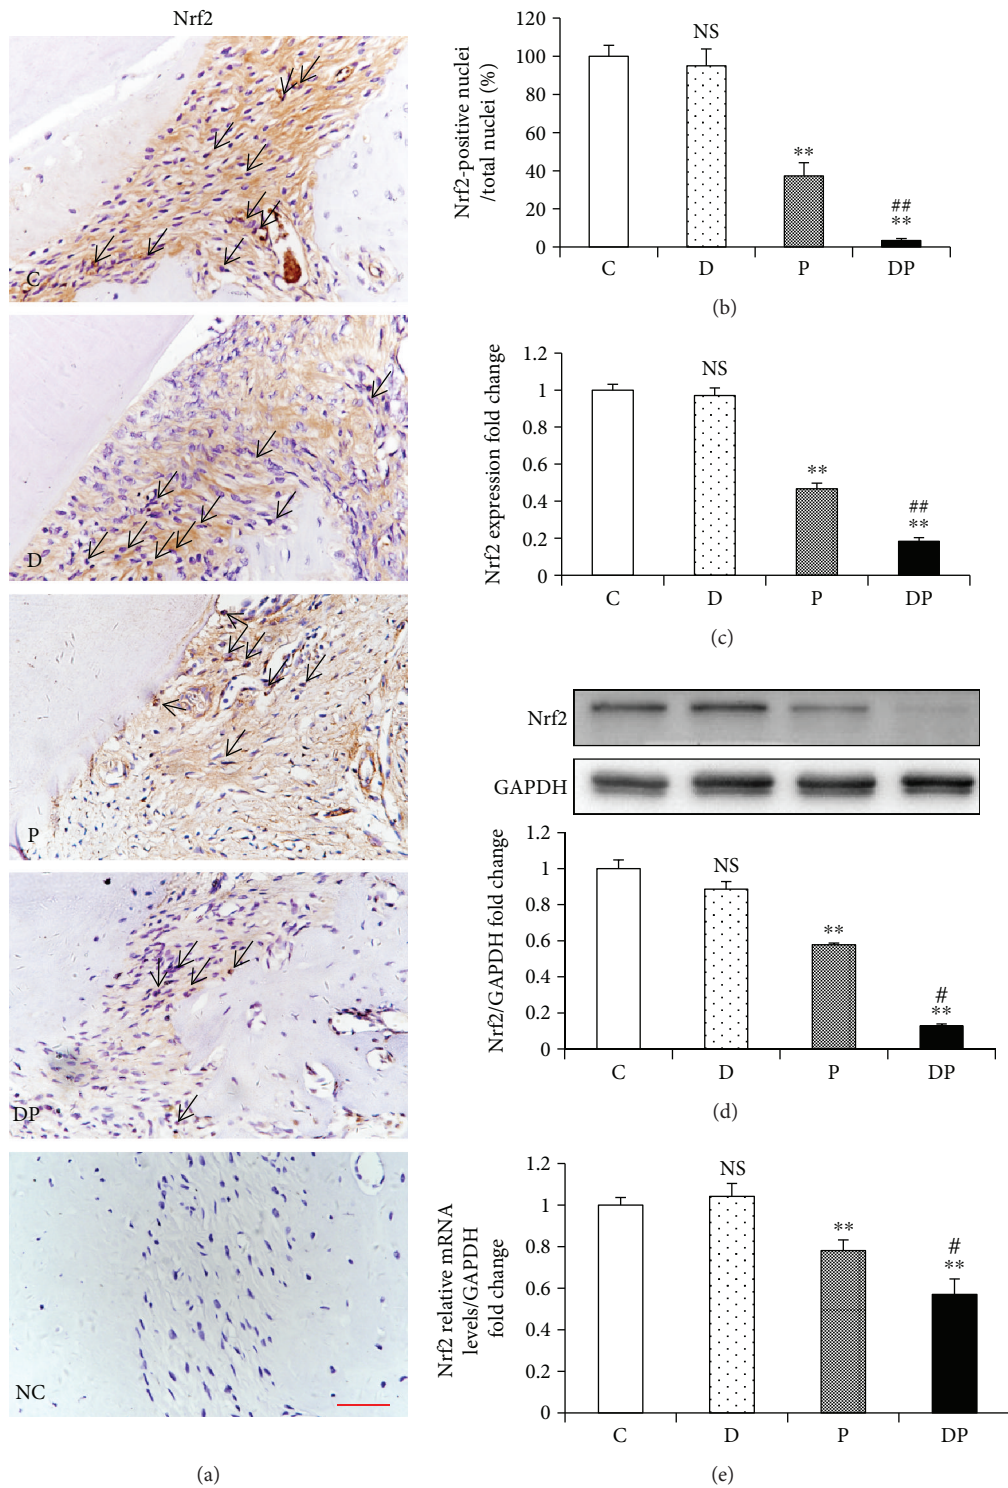 Nrf2
C
D
P
DP
NC
(a)
Nrf2-positive nuclei
/total nuclei (%)
120
100
80
60
40
20
0
NS
**
##
**
C D P DP
(b)
Nrf2 expression fold change
1.2
1
0.8
0.6
0.4
0.2
0
NS
**
##
**
C D P DP
(c)
Nrf2
GAPDH
Nrf2/GAPDH fold change
1.2
1
0.8
0.6
0.4
0.2
0
NS
**
#
**
C D P DP
(d)
Nrf2 relative mRNA
levels/GAPDH
fold change
1.2
1
0.8
0.6
0.4
0.2
0
NS
**
#
**
C D P DP
(e)